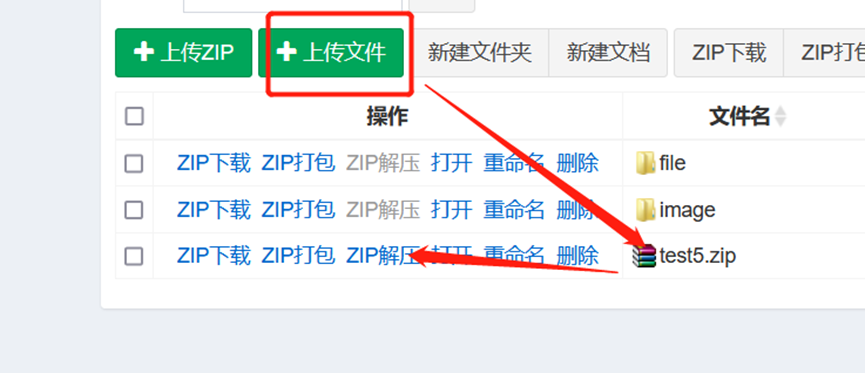 上传ZIP 上传文件 新建文件夹 新建文档 ZIP下载 ZIP打包
操作 文件名
ZIP下载 ZIP打包 ZIP解压 打开 重命名 删除 file
ZIP下载 ZIP打包 ZIP解压 打开 重命名 删除 image
ZIP下载 ZIP打包 ZIP解压 打开 重命名 删除 test5.zip